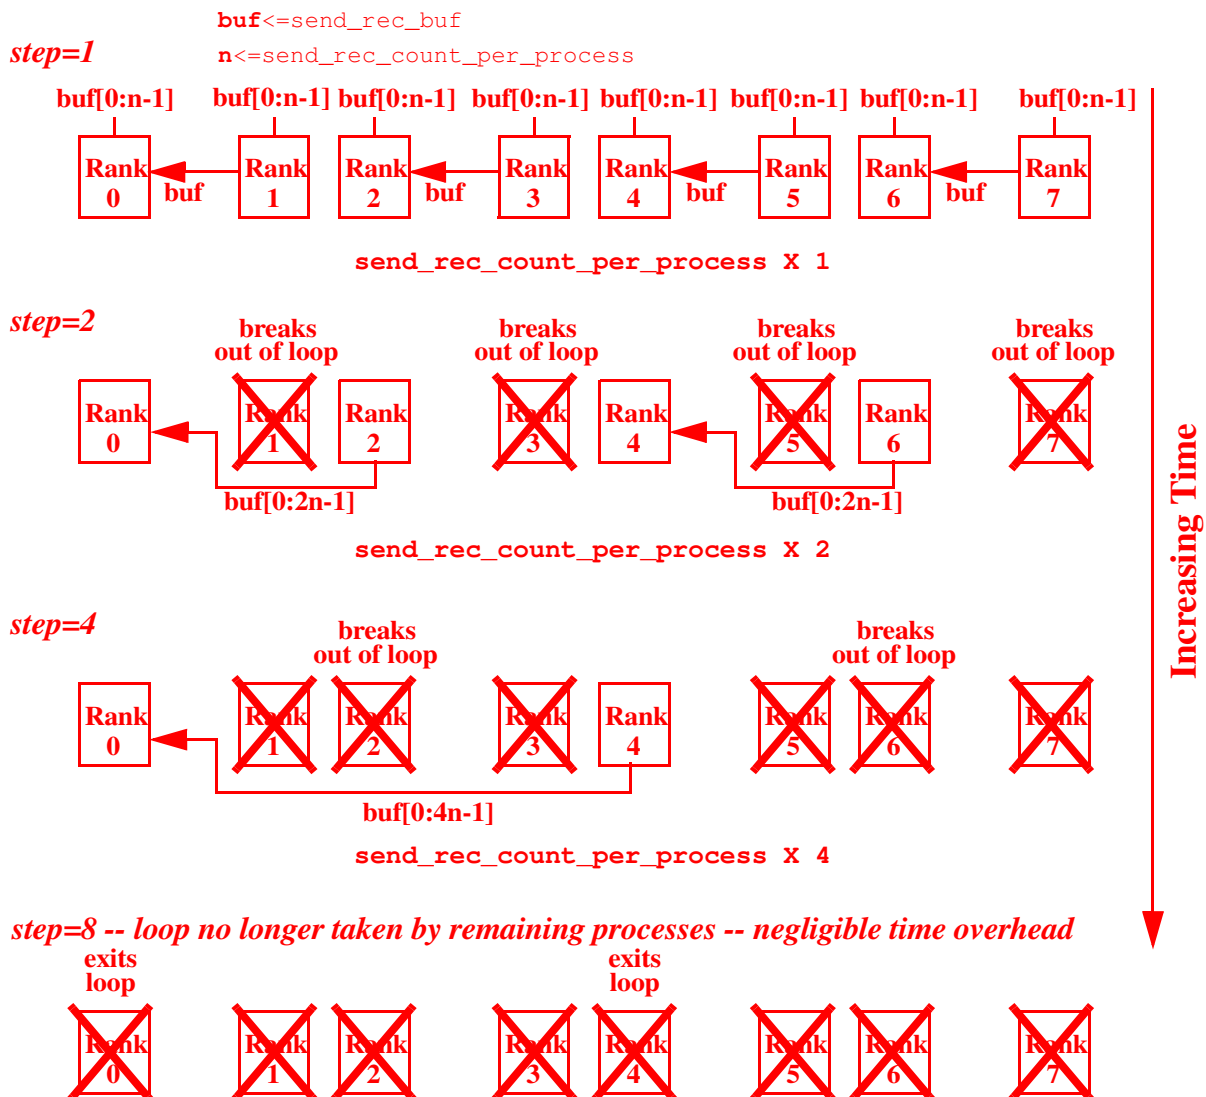 buf<=send_rec_buf
step=1
n<=send_rec_count_per_process
buf[0:n-1] buf[0:n-1] buf[0:n-1] buf[0:n-1] buf[0:n-1] buf[0:n-1] buf[0:n-1] buf[0:n-1]
Rank Rank Rank Rank Rank Rank Rank Rank
buf buf buf buf
0 1 2 3 4 5 6 7
send_rec_count_per_process X 1
step=2
breaks breaks breaks breaks
out of loop out of loop out of loop out of loop
Rank Rank Rank Rank Rank Rank Rank Rank
0 1 2 3 4 5 6 7
buf[0:2n-1] buf[0:2n-1]
send_rec_count_per_process X 2
Increasing Time
step=4
breaks breaks
out of loop out of loop
Rank Rank Rank Rank Rank Rank Rank Rank
0 1 2 3 4 5 6 7
buf[0:4n-1]
send_rec_count_per_process X 4
step=8 -- loop no longer taken by remaining processes -- negligible time overhead
exits exits
loop loop
Rank Rank Rank Rank Rank Rank Rank Rank
0 1 2 3 4 5 6 7